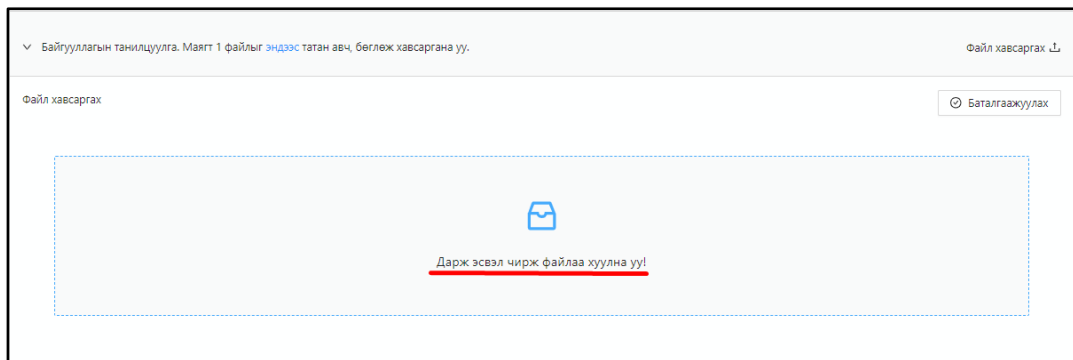 Байгууллагын танилцуулга. Маягт 1 файлыг эндээс татан авч, бөглөж хавсаргана уу.
Файл хавсаргах
Файл хавсаргах
Баталгаажуулах
Дарж эсвэл чирж файлаа хуулна уу!